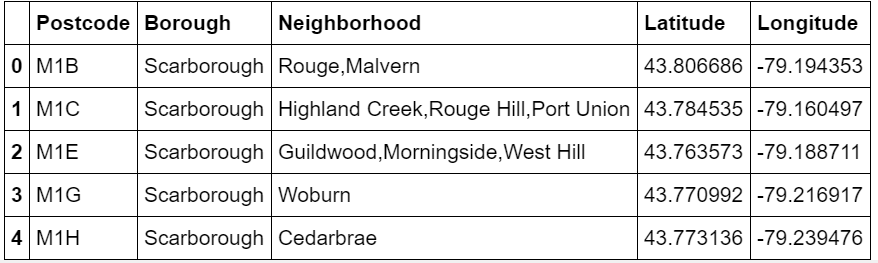 Postcode Borough Neighborhood Latitude Longitude
0 M1B Scarborough Rouge,Malvern 43.806686 -79.194353
1 M1C Scarborough Highland Creek,Rouge Hill,Port Union 43.784535 -79.160497
2 M1E Scarborough Guildwood,Morningside,West Hill 43.763573 -79.188711
3 M1G Scarborough Woburn 43.770992 -79.216917
4 M1H Scarborough Cedarbrae 43.773136 -79.239476